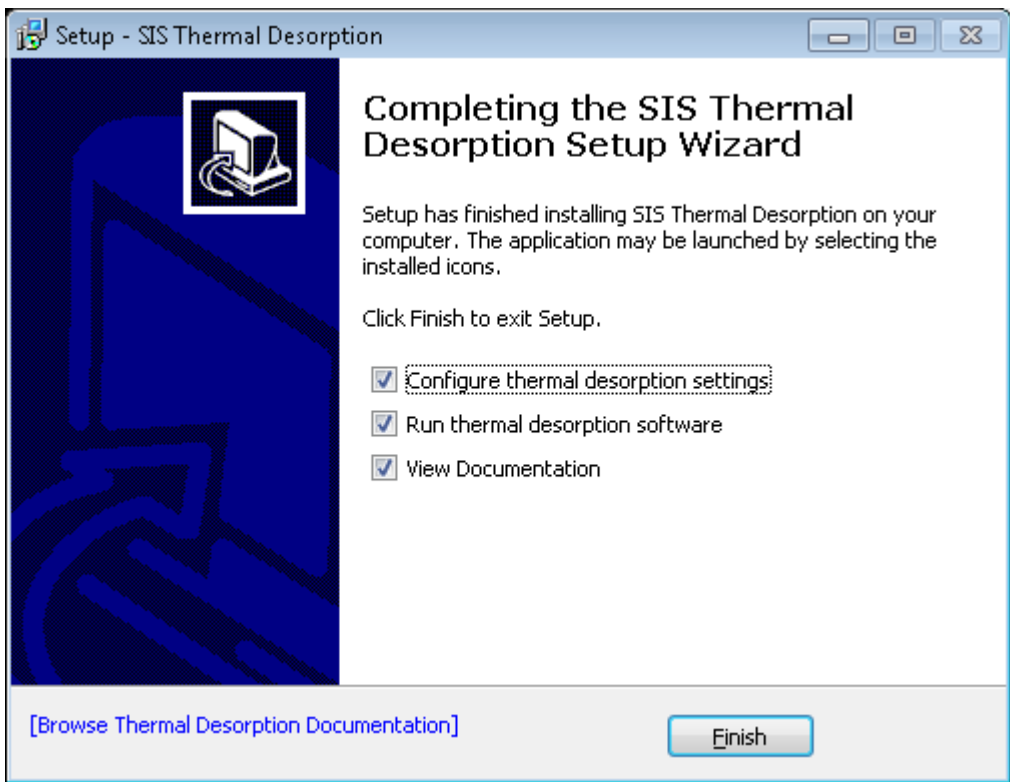 Setup - SIS Thermal Desorption
Completing the SIS Thermal
Desorption Setup Wizard
Setup has finished installing SIS Thermal Desorption on your
computer. The application may be launched by selecting the
installed icons.
Click Finish to exit Setup.
Configure thermal desorption settings
Run thermal desorption software
View Documentation
[Browse Thermal Desorption Documentation]
Finish